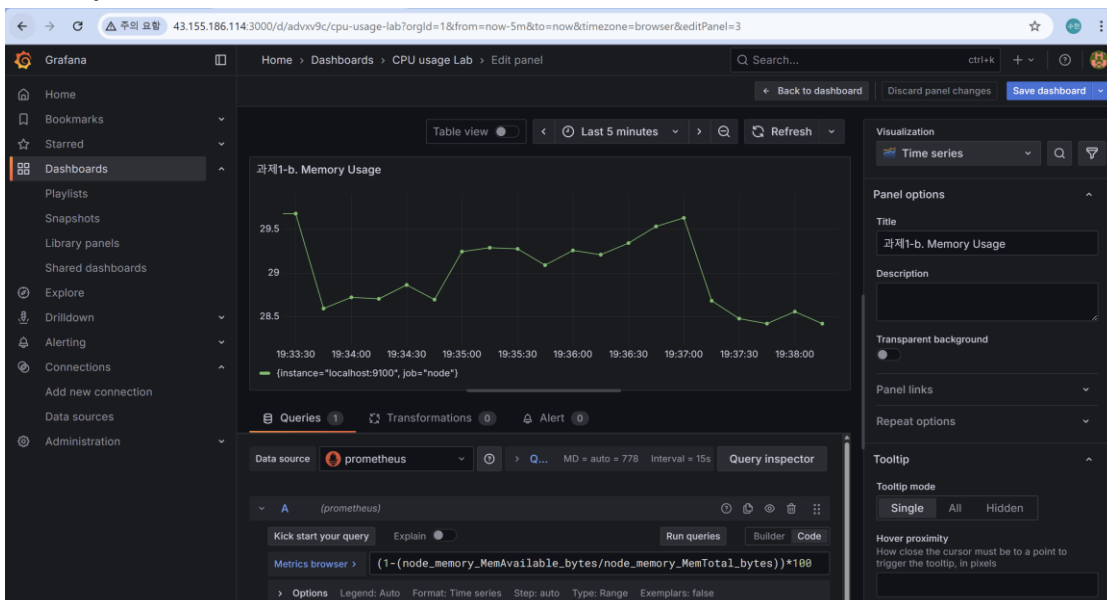 주의 요함 43.155.186.114:3000/d/advxv9c/cpu-usage-lab?orgId=1&from=now-5m&to=now&timezone=browser&editPanel=3
Grafana
Home > Dashboards > CPU usage Lab > Edit panel
Search...
ctrl+k
Home
Bookmarks
Starred
Dashboards
Playlists
Snapshots
Library panels
Shared dashboards
Explore
Drilldown
Alerting
Connections
Add new connection
Data sources
Administration
Back to dashboard
Discard panel changes
Save dashboard
Table view
Last 5 minutes
Refresh
과제1-b. Memory Usage
29.5
29
28.5
19:33:30 19:34:00 19:34:30 19:35:00 19:35:30 19:36:00 19:36:30 19:37:00 19:37:30 19:38:00
{instance="localhost:9100", job="node"}
Queries 1 Transformations 0 Alert 0
Data source prometheus > Q... MD = auto = 778 Interval = 15s Query inspector
A (prometheus)
Kick start your query Explain Run queries Builder Code
Metrics browser > (1-(node_memory_MemAvailable_bytes/node_memory_MemTotal_bytes))*100
> Options Legend: Auto Format: Time series Step: auto Type: Range Exemplars: false
Visualization
Time series
Panel options
Title
과제1-b. Memory Usage
Description
Transparent background
Panel links
Repeat options
Tooltip
Tooltip mode
Single All Hidden
Hover proximity
How close the cursor must be to a point to
trigger the tooltip, in pixels